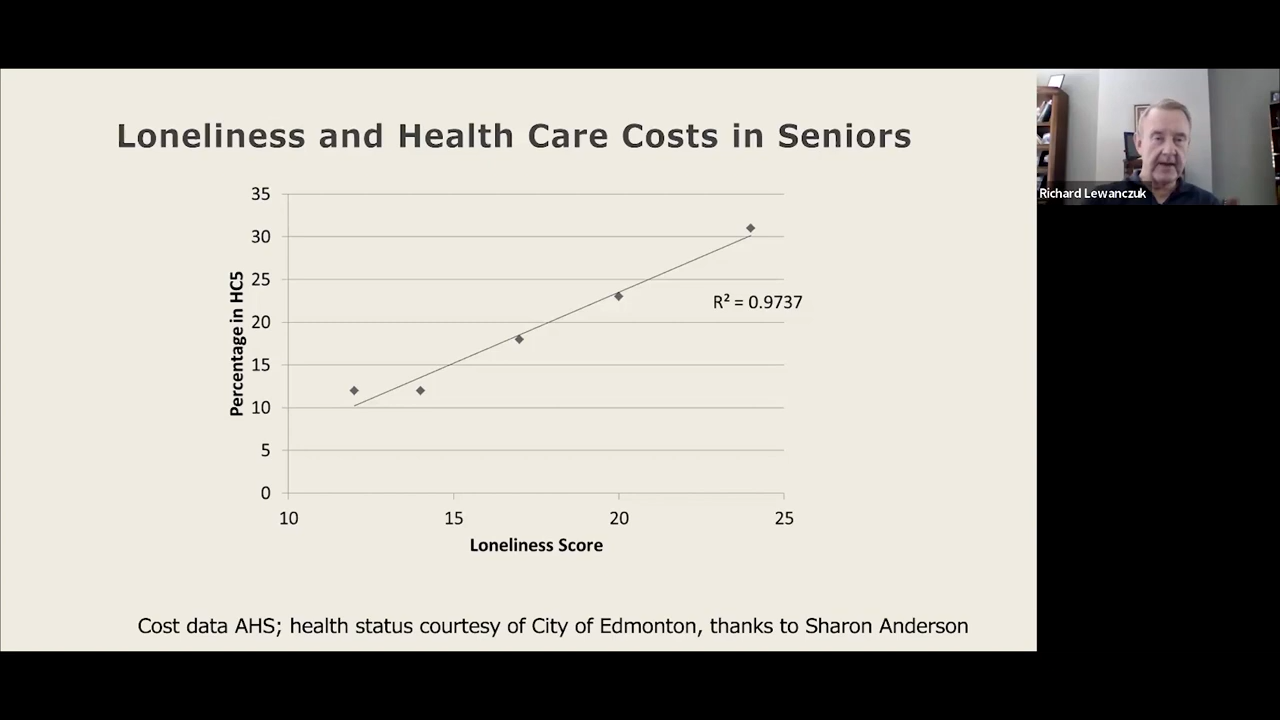 Loneliness and Health Care Costs in Seniors
Richard Lewanczuk
35
30
25
20
15
10
5
0
Percentage in HC5
R² = 0.9737
10 15 20 25
Loneliness Score
Cost data AHS; health status courtesy of City of Edmonton, thanks to Sharon Anderson